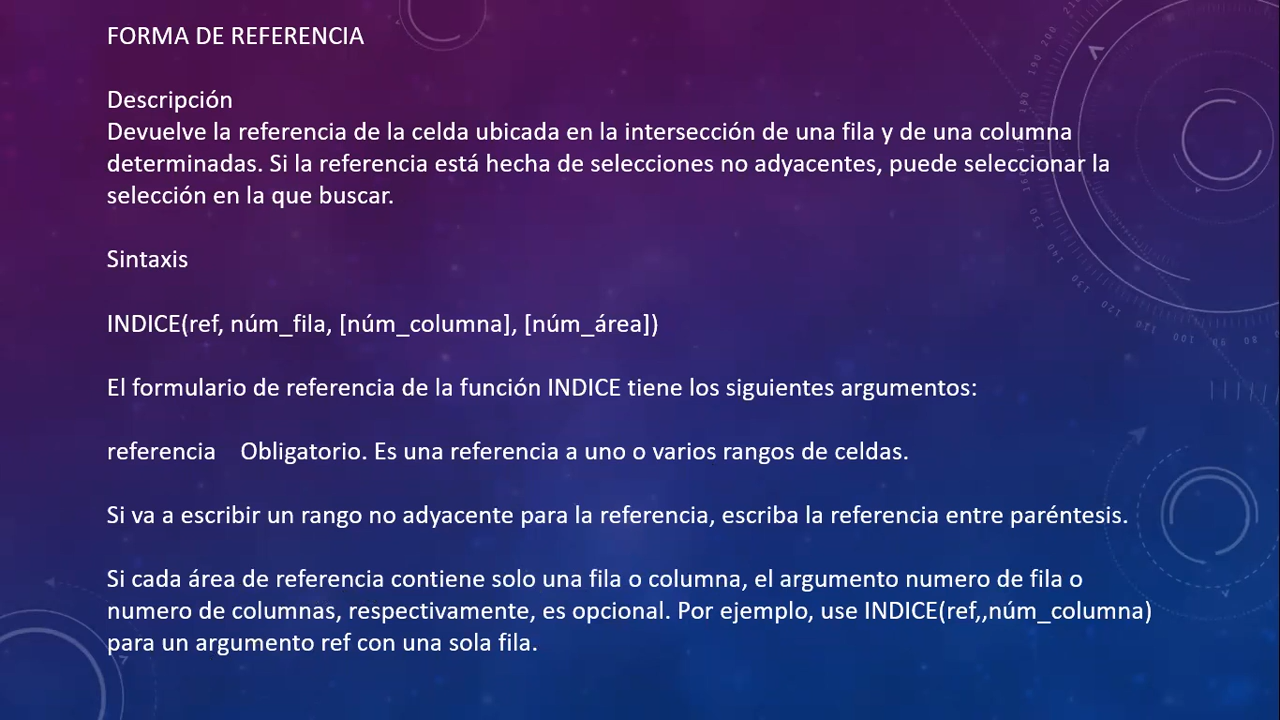 FORMA DE REFERENCIA
Descripción
Devuelve la referencia de la celda ubicada en la intersección de una fila y de una columna
determinadas. Si la referencia está hecha de selecciones no adyacentes, puede seleccionar la
selección en la que buscar.
Sintaxis
INDICE(ref, núm_fila, [núm_columna], [núm_área])
El formulario de referencia de la función INDICE tiene los siguientes argumentos:
referencia    Obligatorio. Es una referencia a uno o varios rangos de celdas.
Si va a escribir un rango no adyacente para la referencia, escriba la referencia entre paréntesis.
Si cada área de referencia contiene solo una fila o columna, el argumento numero de fila o
numero de columnas, respectivamente, es opcional. Por ejemplo, use INDICE(ref,,núm_columna)
para un argumento ref con una sola fila.